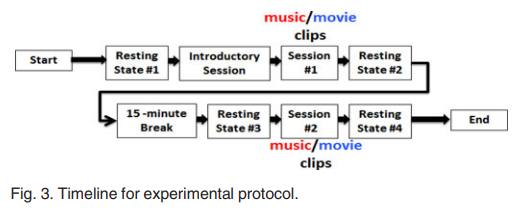 music/movie
clips
Start
Resting
State #1
Introductory
Session
Session
#1
Resting
State #2
15-minute
Break
Resting
State #3
Session
#2
Resting
State #4
End
music/movie
clips
Fig. 3. Timeline for experimental protocol.